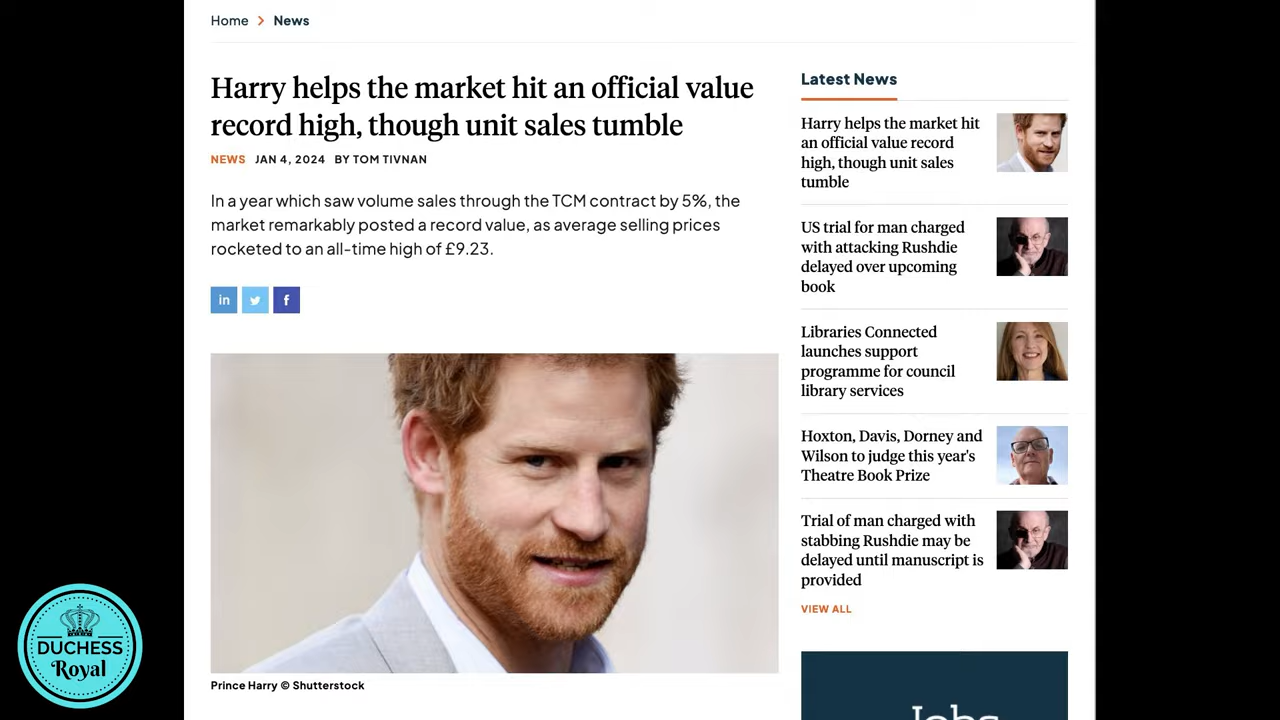 Home > News
Harry helps the market hit an official value
record high, though unit sales tumble
NEWS JAN 4, 2024 BY TOM TIVNAN
In a year which saw volume sales through the TCM contract by 5%, the
market remarkably posted a record value, as average selling prices
rocketed to an all-time high of £9.23.
in f
Prince Harry © Shutterstock
Latest News
Harry helps the market hit
an official value record
high, though unit sales
tumble
US trial for man charged
with attacking Rushdie
delayed over upcoming
book
Libraries Connected
launches support
programme for council
library services
Hoxton, Davis, Dorney and
Wilson to judge this year's
Theatre Book Prize
Trial of man charged with
stabbing Rushdie may be
delayed until manuscript is
provided
VIEW ALL
Jobs
DUCHESS
Royal